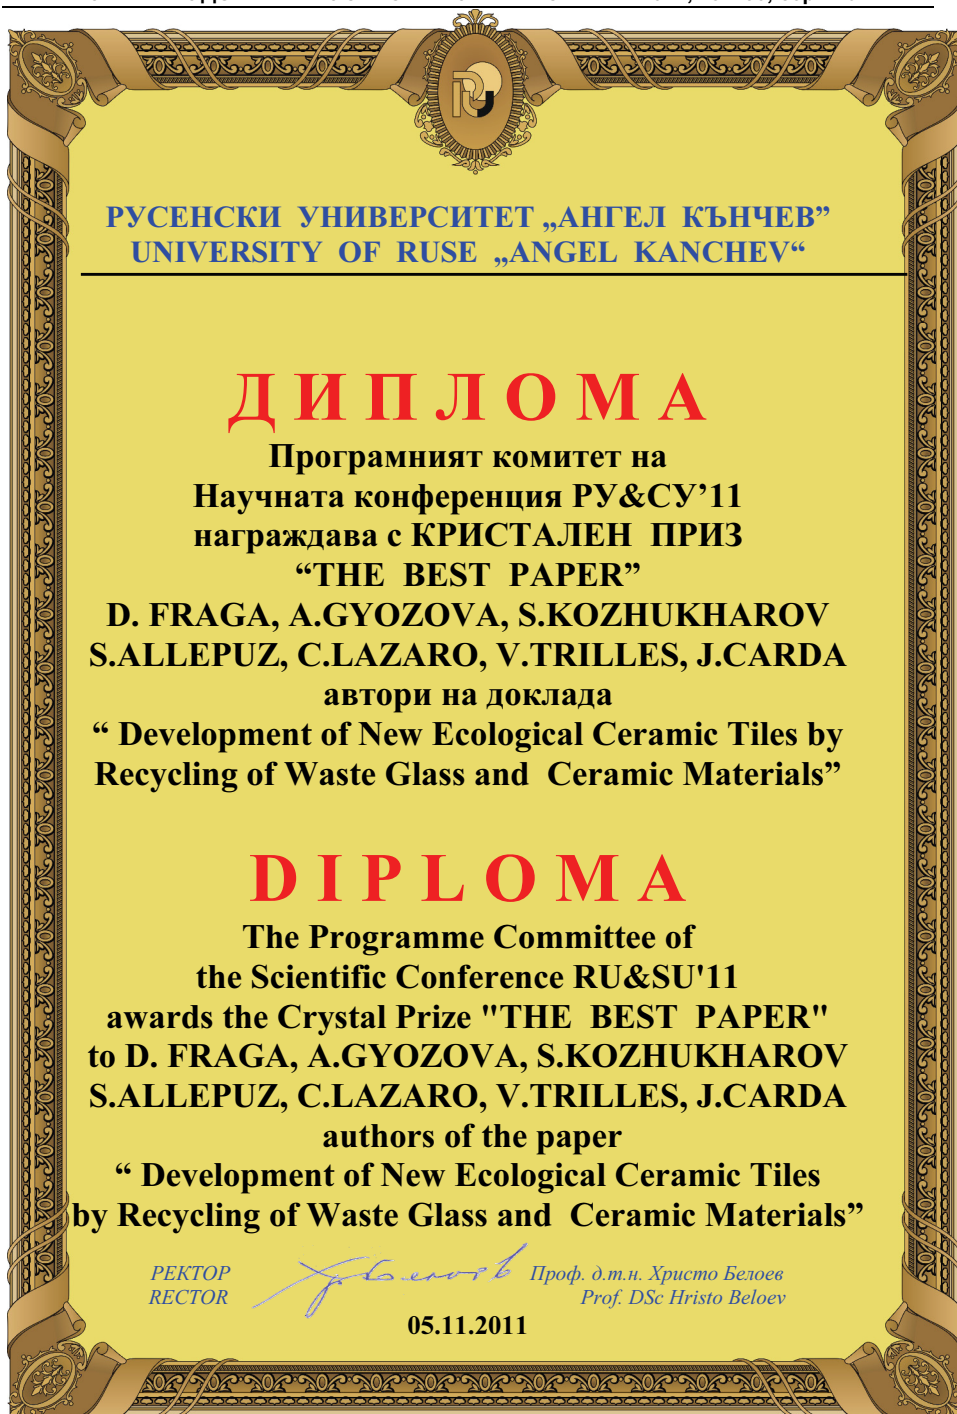 РУСЕНСКИ УНИВЕРСИТЕТ „АНГЕЛ КЪНЧЕВ”
UNIVERSITY OF RUSE „ANGEL KANCHEV“
ДИПЛОМА
Програмният комитет на
Научната конференция РУ&СУ’11
награждава с КРИСТАЛЕН ПРИЗ
“THE BEST PAPER”
D. FRAGA, A.GYOZOVA, S.KOZHUKHAROV
S.ALLEPUZ, C.LAZARO, V.TRILLES, J.CARDA
автори на доклада
“ Development of New Ecological Ceramic Tiles by
Recycling of Waste Glass and Ceramic Materials”
DIPLOMA
The Programme Committee of
the Scientific Conference RU&SU'11
awards the Crystal Prize "THE BEST PAPER"
to D. FRAGA, A.GYOZOVA, S.KOZHUKHAROV
S.ALLEPUZ, C.LAZARO, V.TRILLES, J.CARDA
authors of the paper
“ Development of New Ecological Ceramic Tiles
by Recycling of Waste Glass and Ceramic Materials”
РЕКТОР Проф. д.т.н. Христо Белоев
RECTOR Prof. DSc Hristo Beloev
05.11.2011